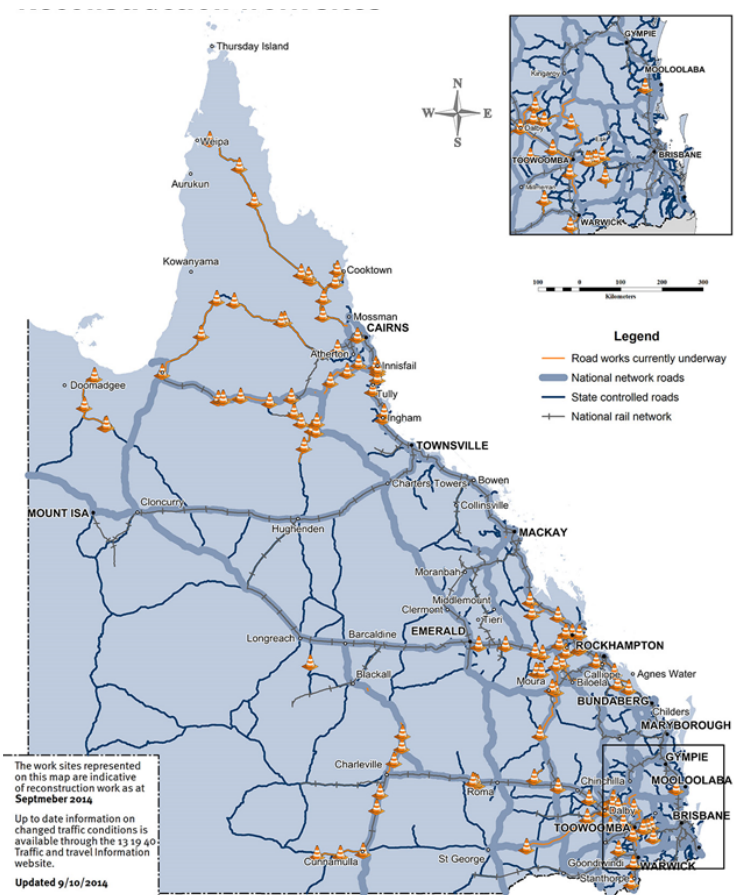 Thursday Island
Weipa
Aurukun
Kowanyama
Cooktown
Mossman
CAIRNS
Atherton
Innisfail
Doomadgee
Tully
Ingham
TOWNSVILLE
Charters Towers
Bowen
Collinsville
Cloncurry
MOUNT ISA
Hughenden
MACKAY
Moranbah
Middlemount
Clermont
Tieri
EMERALD
Longreach
Barcaldine
ROCKHAMPTON
Blackall
Calliope
Agnes Water
Moura
Biloela
BUNDABERG
Childers
MARYBOROUGH
GYMPIE
Charleville
Chinchilla
MOOLOOLABA
Roma
Dalby
BRISBANE
TOOWOOMBA
Cunnamulla
St George
Goondiwindi
WARWICK
Stanthorpe
N
W E
S
GYMPIE
Kingaroy
MOOLOOLABA
Dalby
TOOWOOMBA
BRISBANE
WARWICK
100 0 100 200 300
Kilometers
Legend
Road works currently underway
National network roads
State controlled roads
National rail network
The work sites represented
on this map are indicative
of reconstruction work as at
Septmeber 2014
Up to date information on
changed traffic conditions is
available through the 13 19 40
Traffic and travel Information
website.
Updated 9/10/2014